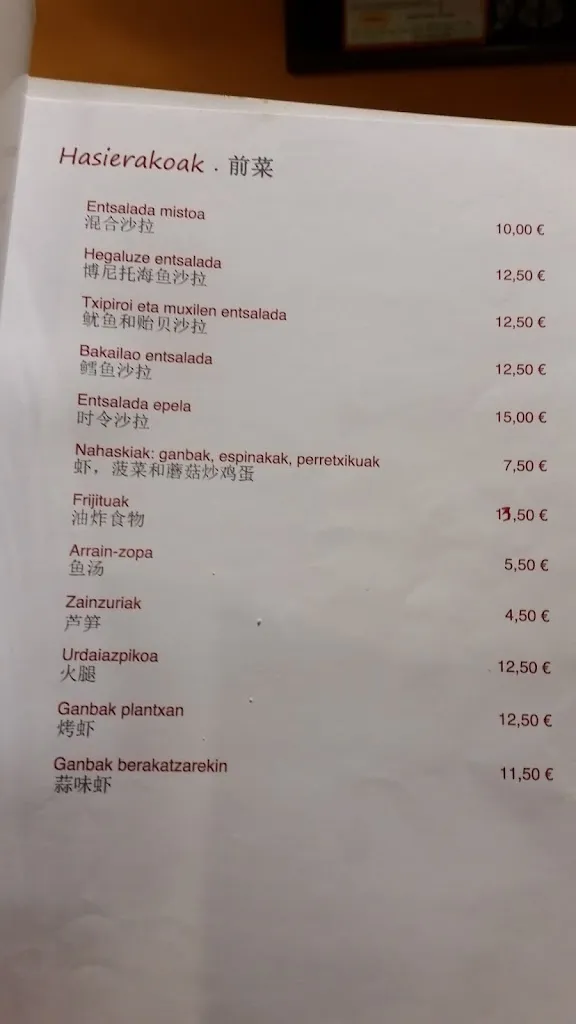 Hasierakoak . 前菜
Entsalada mistoa
混合沙拉
10,00 €
Hegaluze entsalada
博尼托海鱼沙拉
12,50 €
Txipiroi eta muxilen entsalada
鱿鱼和贻贝沙拉
12,50 €
Bakailao entsalada
鳕鱼沙拉
12,50 €
Entsalada epela
时令沙拉
15,00 €
Nahaskiak: ganbak, espinakak, perretxikuak
虾，菠菜和蘑菇炒鸡蛋
7,50 €
Frijituak
油炸食物
13,50 €
Arrain-zopa
鱼汤
5,50 €
Zainzuriak
芦笋
4,50 €
Urdaiazpikoa
火腿
12,50 €
Ganbak plantxan
烤虾
12,50 €
Ganbak berakatzarekin
蒜味虾
11,50 €